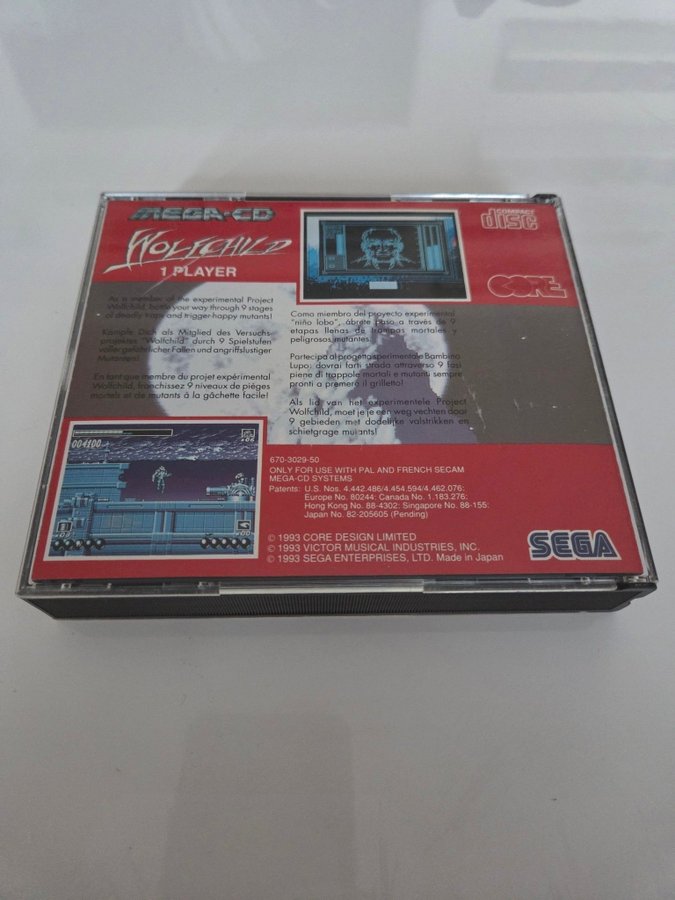 MEGA-CD
COMPACT
disc
WOLFCHILD
1 PLAYER
CORE
As a member of the experimental Project
Wolfchild, battle your way through 9 stages
of deadly traps and trigger-happy mutants!
Kämpfe Dich als Mitglied des Versuchs-
projektes "Wolfchild" durch 9 Spielstufen
voller gefährlicher Fallen und angriffslustiger
Mutanten!
En tant que membre du projet expérimental
Wolfchild, franchissez 9 niveaux de pièges
mortels et de mutants à la gâchette facile!
Como miembro del proyecto experimental
"niño lobo", ábrete paso a través de 9
etapas llenas de trampas mortales y
peligrosos mutantes.
Partecipa al progetto sperimentale Bambino
Lupo; dovrai farti strada attraverso 9 fasi
piene di trappole mortali e mutanti sempre
pronti a premere il grilletto!
Als lid van het experimentele Project
Wolfchild, moet je je een weg vechten door
9 gebieden met dodelijke valstrikken en
schietgrage mutants!
004100
×06
670-3029-50
ONLY FOR USE WITH PAL AND FRENCH SECAM
MEGA-CD SYSTEMS
Patents: U.S. Nos. 4.442.486/4.454.594/4.462.076;
Europe No. 80244; Canada No. 1.183.276;
Hong Kong No. 88-4302; Singapore No. 88-155;
Japan No. 82-205605 (Pending)
© 1993 CORE DESIGN LIMITED
© 1993 VICTOR MUSICAL INDUSTRIES, INC.
© 1993 SEGA ENTERPRISES, LTD. Made in Japan
SEGA